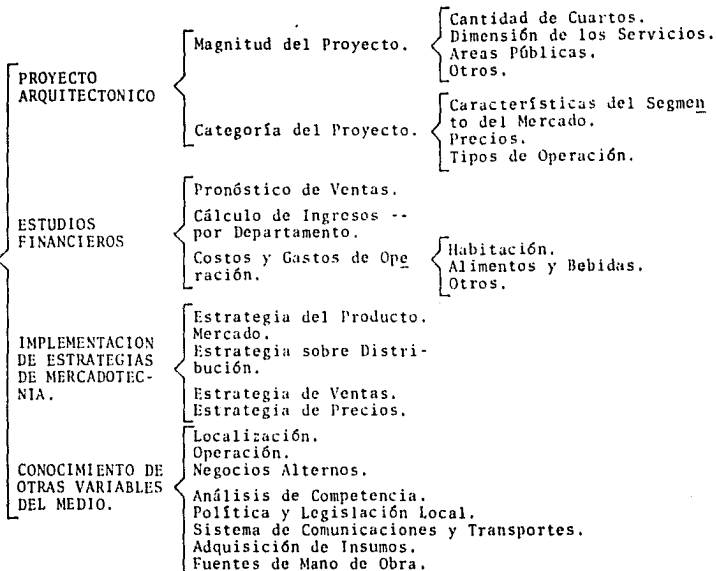 PROYECTO
ARQUITECTONICO
Magnitud del Proyecto.
Cantidad de Cuartos.
Dimensión de los Servicios.
Areas Públicas.
Otros.
Categoría del Proyecto.
Características del Segmen
to del Mercado.
Precios.
Tipos de Operación.
ESTUDIOS
FINANCIEROS
Pronóstico de Ventas.
Cálculo de Ingresos --
por Departamento.
Costos y Gastos de Ope
ración.
Habitación.
Alimentos y Bebidas.
Otros.
IMPLEMENTACION
DE ESTRATEGIAS
DE MERCADOTEC-
NIA.
Estrategia del Producto.
Mercado.
Estrategia sobre Distri-
bución.
Estrategia de Ventas.
Estrategia de Precios.
CONOCIMIENTO DE
OTRAS VARIABLES
DEL MEDIO.
Localización.
Operación.
Negocios Alternos.
Análisis de Competencia.
Política y Legislación Local.
Sistema de Comunicaciones y Transportes.
Adquisición de Insumos.
Fuentes de Mano de Obra.